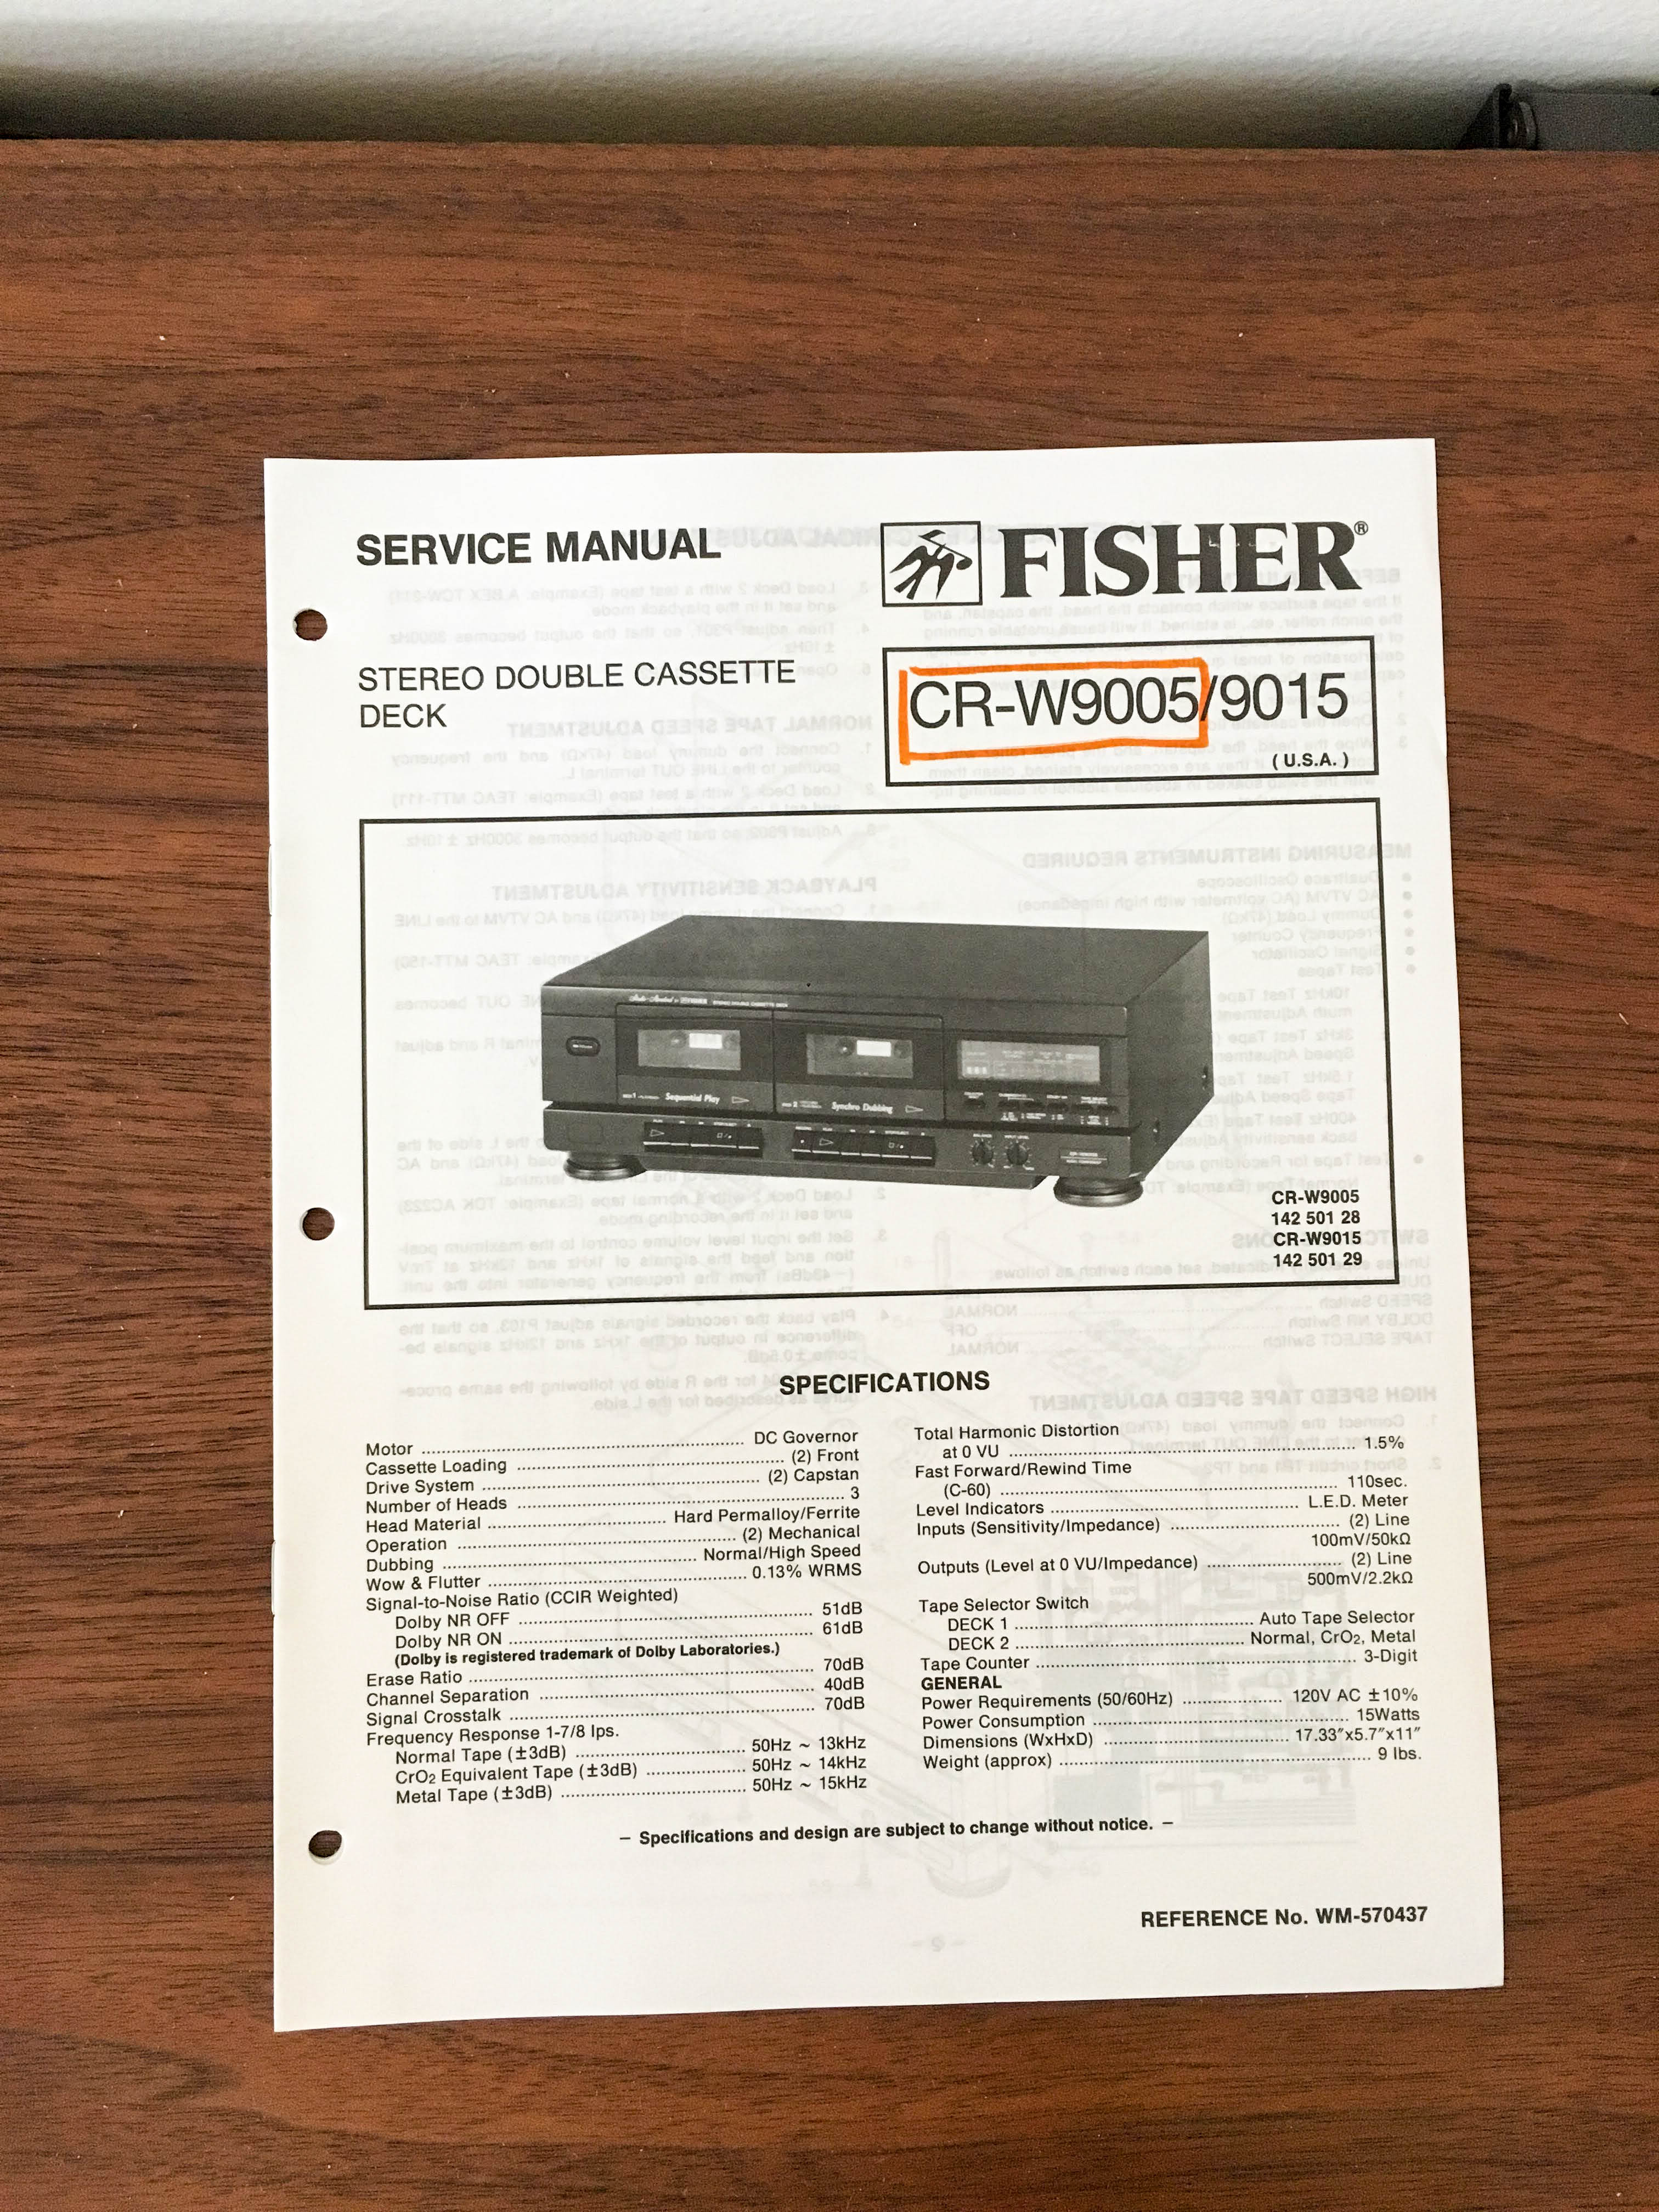 SERVICE MANUAL
FISHER®
STEREO DOUBLE CASSETTE
DECK
CR-W9005/9015
( U.S.A. )
Sequential Play
Synchro Dubbing
CR-W9005
142 501 28
CR-W9015
142 501 29
SPECIFICATIONS
Motor ........ DC Governor
Cassette Loading ........ (2) Front
Drive System ........ (2) Capstan
Number of Heads ........ 3
Head Material ........ Hard Permalloy/Ferrite
Operation ........ (2) Mechanical
Dubbing ........ Normal/High Speed
Wow & Flutter ........ 0.13% WRMS
Signal-to-Noise Ratio (CCIR Weighted)
Dolby NR OFF ........ 51dB
Dolby NR ON ........ 61dB
(Dolby is registered trademark of Dolby Laboratories.)
Erase Ratio ........ 70dB
Channel Separation ........ 40dB
Signal Crosstalk ........ 70dB
Frequency Response 1-7/8 Ips.
Normal Tape (±3dB) ........ 50Hz ~ 13kHz
CrO2 Equivalent Tape (±3dB) ........ 50Hz ~ 14kHz
Metal Tape (±3dB) ........ 50Hz ~ 15kHz
Total Harmonic Distortion
at 0 VU ........ 1.5%
Fast Forward/Rewind Time
(C-60) ........ 110sec.
Level Indicators ........ L.E.D. Meter
Inputs (Sensitivity/Impedance) ........ (2) Line
100mV/50kΩ
Outputs (Level at 0 VU/Impedance) ........ (2) Line
500mV/2.2kΩ
Tape Selector Switch
DECK 1 ........ Auto Tape Selector
DECK 2 ........ Normal, CrO2, Metal
Tape Counter ........ 3-Digit
GENERAL
Power Requirements (50/60Hz) ........ 120V AC ±10%
Power Consumption ........ 15Watts
Dimensions (WxHxD) ........ 17.33″x5.7″x11″
Weight (approx) ........ 9 lbs.
– Specifications and design are subject to change without notice. –
REFERENCE No. WM-570437